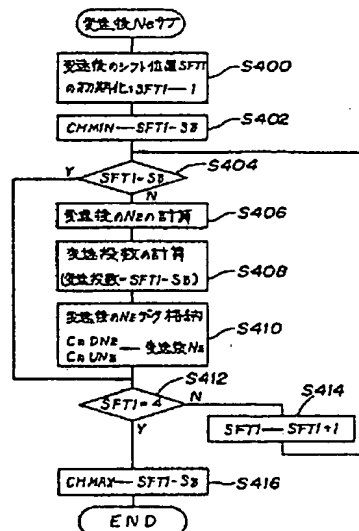 変速後Neサブ
変速後のシフト位置SFT1
の初期化:SFT1←1
S400
CHMIN←SFT1-SB
S402
SFT1=SB
S404
Y
N
変速後のNEの計算
S406
変速段数の計算
(変速段数=SFT1-SB)
S408
変速後のNEデータ格納
CnDNE
CnUNE
←変速後NE
S410
SFT1=4
S412
N
Y
SFT1←SFT1+1
S414
CHMAX←SFT1-SB
S416
END